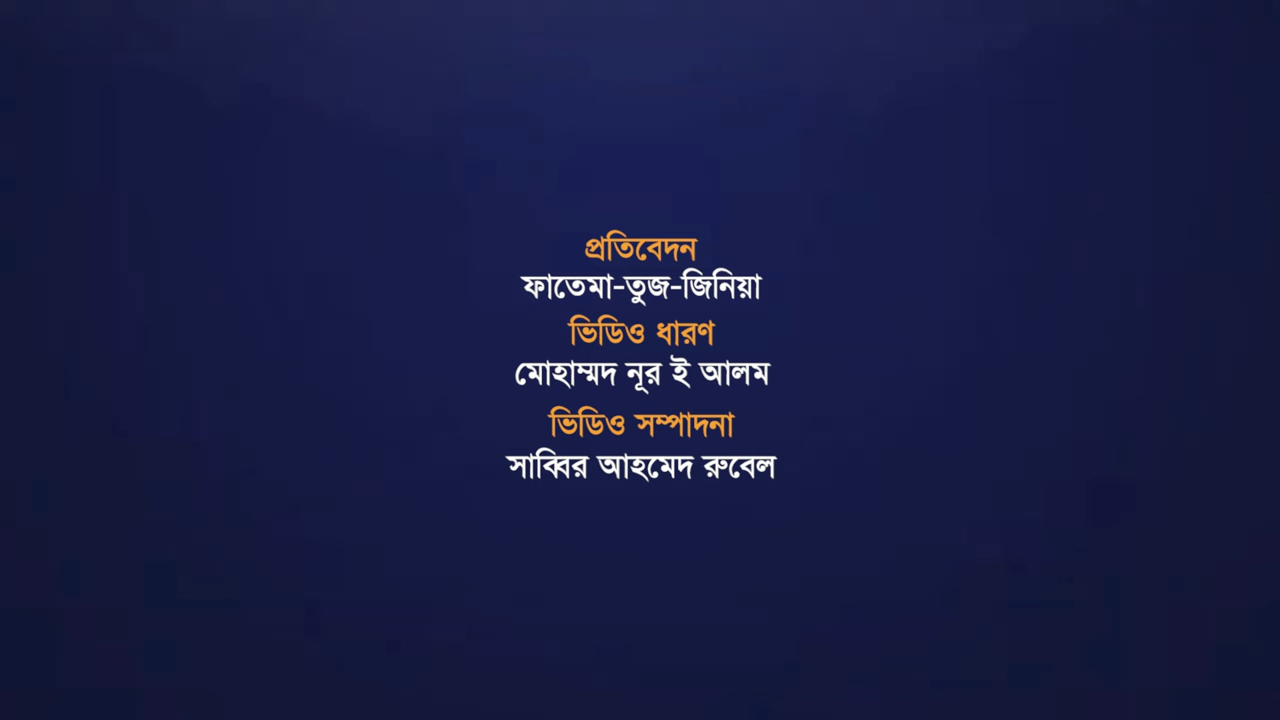 প্রতিবেদন
ফাতেমা-তুজ-জিনিয়া
ভিডিও ধারণ
মোহাম্মদ নূর ই আলম
ভিডিও সম্পাদনা
সাব্বির আহমেদ রুবেল